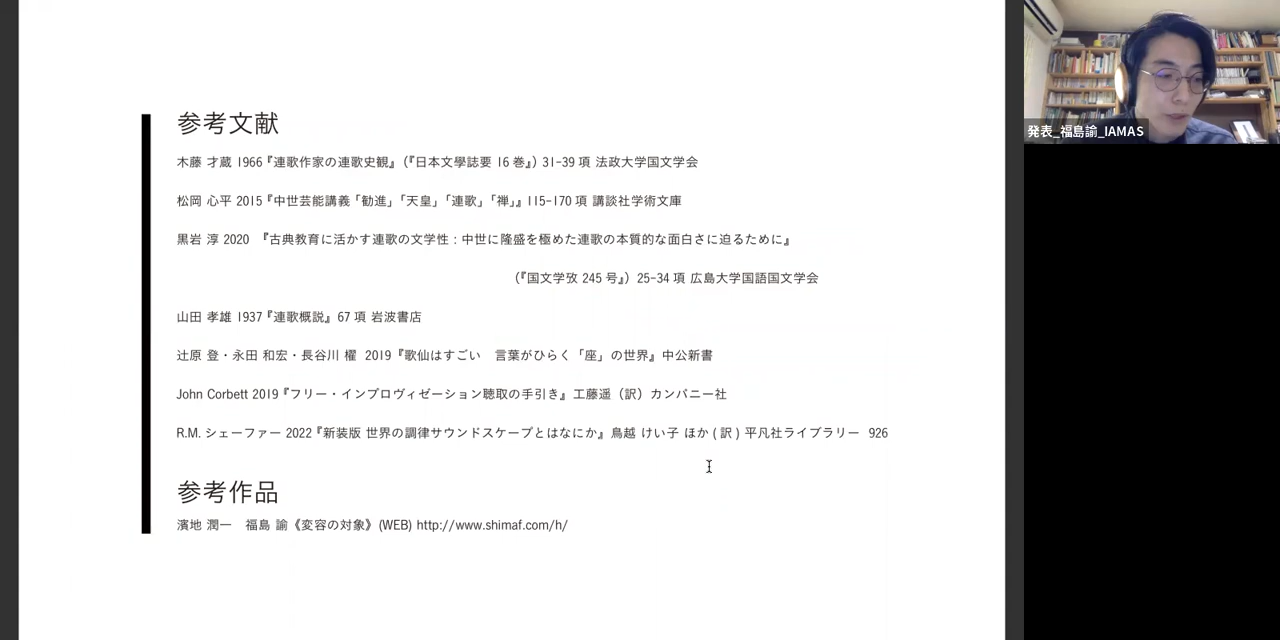 参考文献
木藤 才蔵 1966『連歌作家の連歌史観』(『日本文學誌要 16 巻』) 31-39 項 法政大学国文学会
松岡 心平 2015『中世芸能講義「勧進」「天皇」「連歌」「禅」』115-170 項 講談社学術文庫
黒岩 淳 2020 『古典教育に活かす連歌の文学性:中世に隆盛を極めた連歌の本質的な面白さに迫るために』
(『国文学攷 245 号』) 25-34 項 広島大学国語国文学会
山田 孝雄 1937『連歌概説』67 項 岩波書店
辻原 登・永田 和宏・長谷川 櫂 2019『歌仙はすごい 言葉がひらく「座」の世界』中公新書
John Corbett 2019『フリー・インプロヴィゼーション聴取の手引き』工藤遥(訳)カンパニー社
R.M. シェーファー 2022『新装版 世界の調律サウンドスケープとはなにか』鳥越 けい子 ほか ( 訳 ) 平凡社ライブラリー 926
参考作品
濱地 潤一 福島 諭《変容の対象》(WEB) http://www.shimaf.com/h/
発表_福島諭_IAMAS